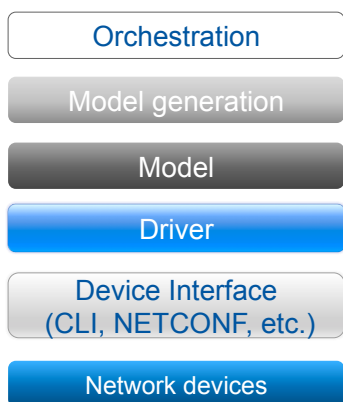 Orchestration
Model generation
Model
Driver
Device Interface
(CLI, NETCONF, etc.)
Network devices